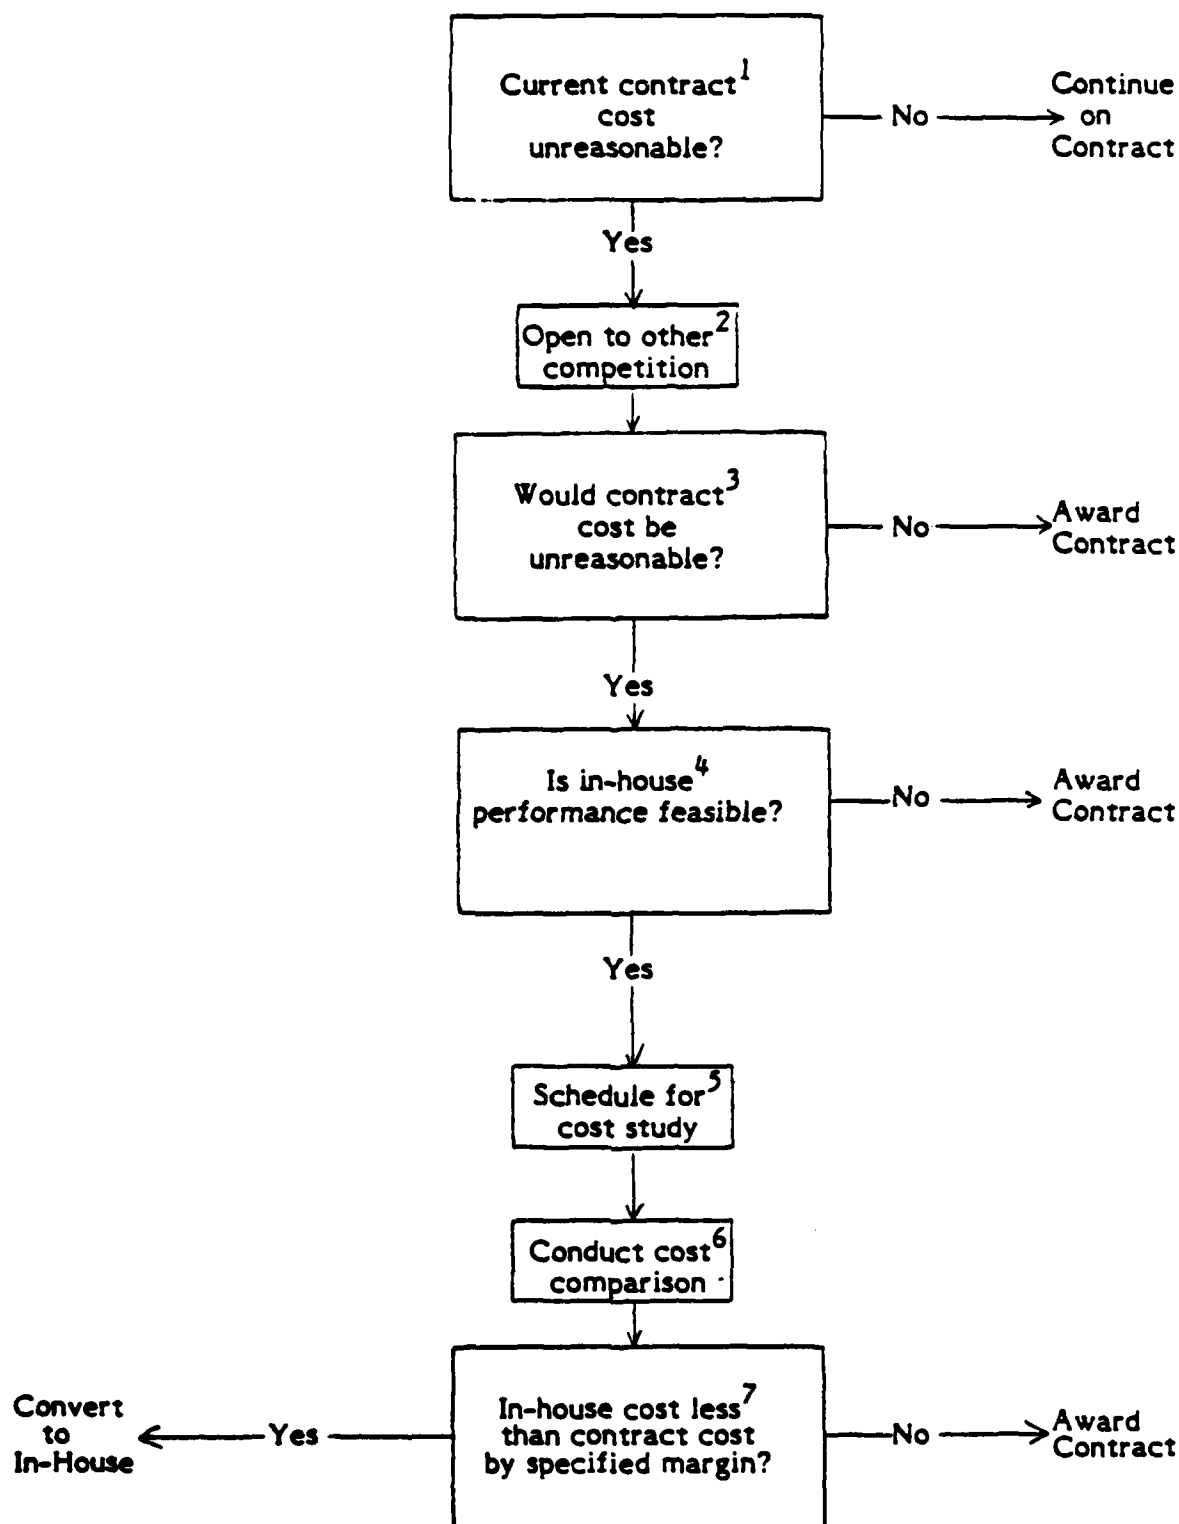 Current contract1
cost
unreasonable?
No
Continue
on
Contract
Yes
Open to other2
competition
Would contract3
cost be
unreasonable?
No
Award
Contract
Yes
Is in-house4
performance feasible?
No
Award
Contract
Yes
Schedule for5
cost study
Conduct cost6
comparison
Convert
to
In-House
Yes
In-house cost less7
than contract cost
by specified margin?
No
Award
Contract